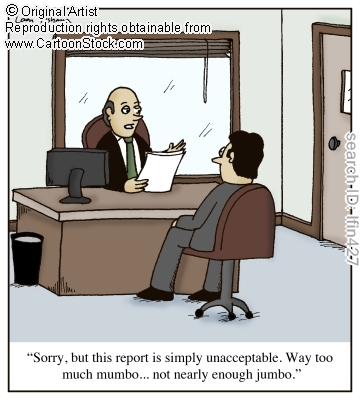 © Original Artist
Reproduction rights obtainable from
www.CartoonStock.com
search ID: lfin427
“Sorry, but this report is simply unacceptable. Way too
much mumbo... not nearly enough jumbo.”